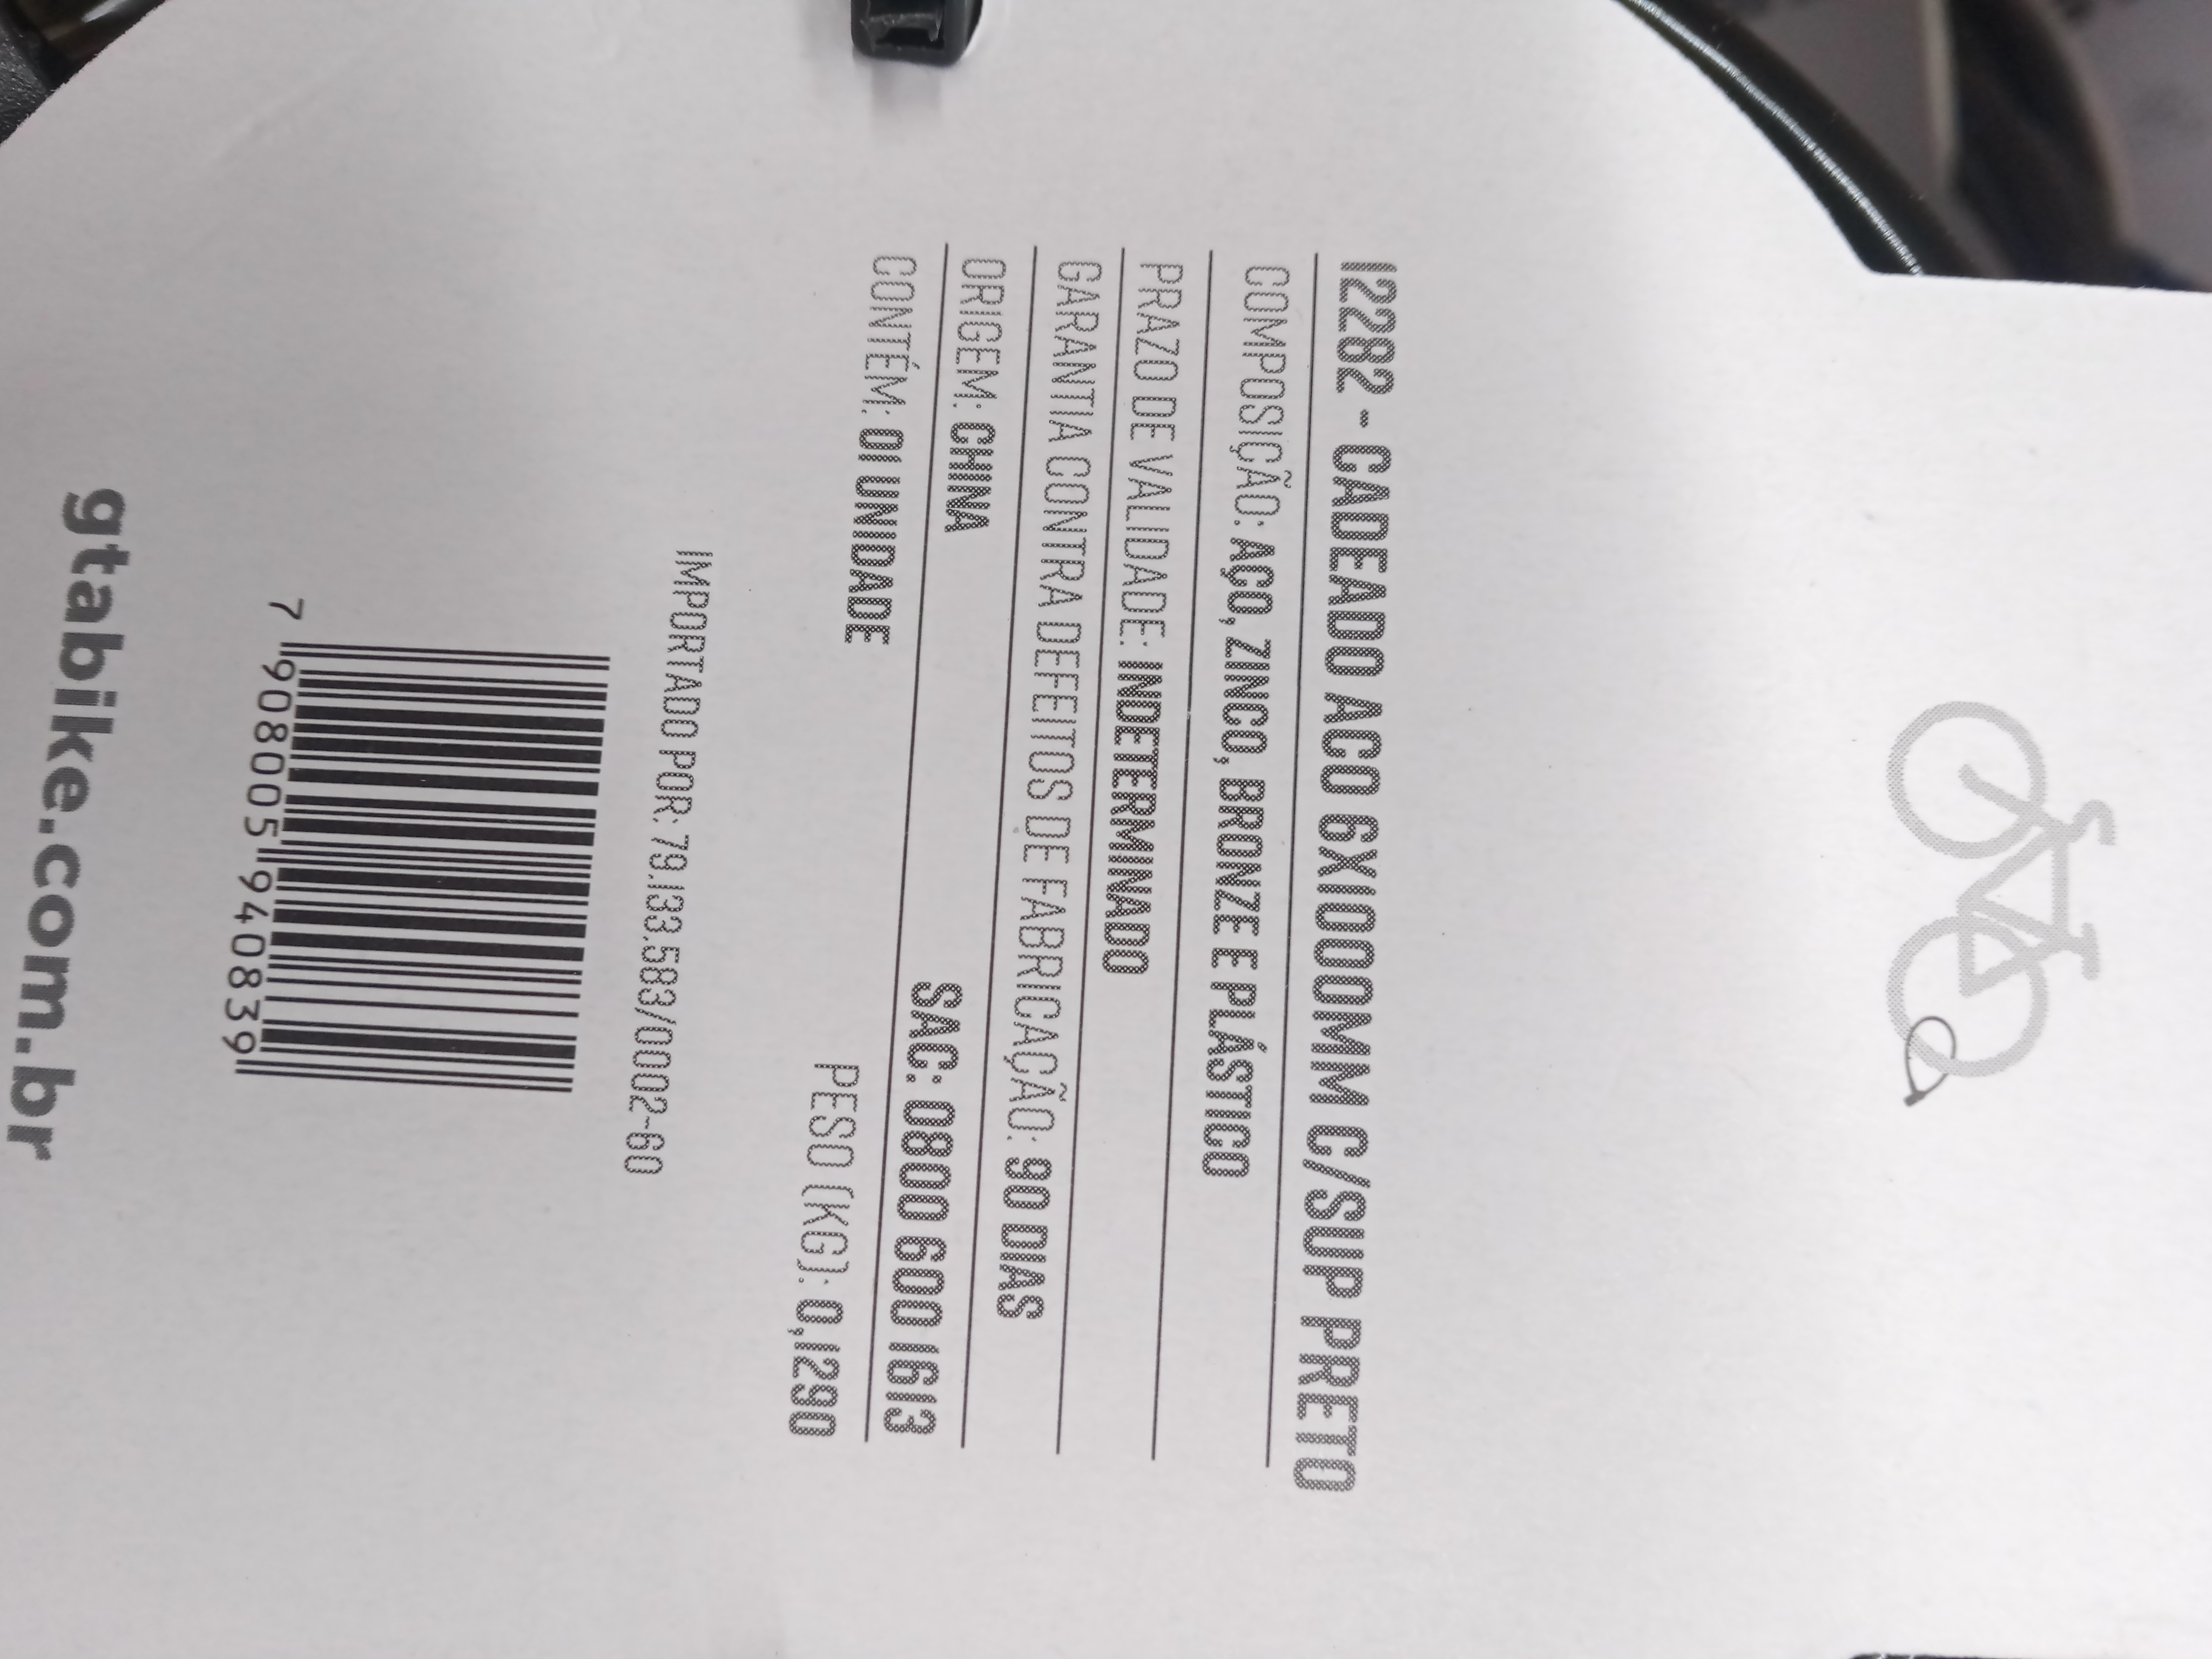 12282 - CADEADO ACO 6X1000MM C/SUP PRETO
COMPOSIÇÃO: AÇO, ZINCO, BRONZE E PLÁSTICO
PRAZO DE VALIDADE: INDETERMINADO
GARANTIA CONTRA DEFEITOS DE FABRICAÇÃO: 90 DIAS
ORIGEM: CHINA SAC: 0800 600 1613
CONTÉM: 01 UNIDADE PESO (KG): 0,1290
IMPORTADO POR: 79.133.583/0002-60
7 908005 940839
gtabike.com.br